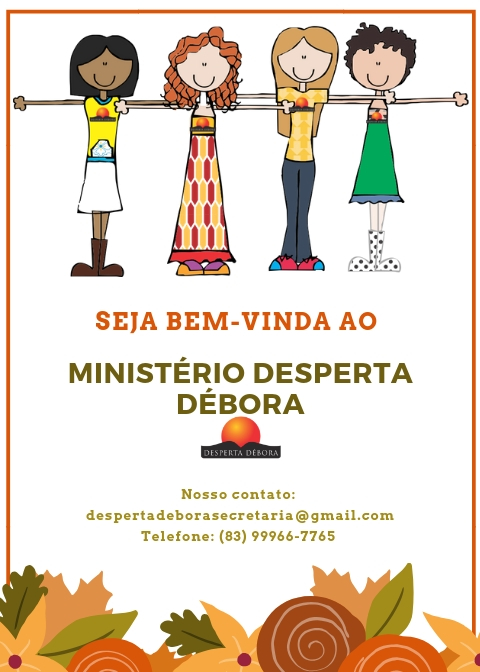 SEJA BEM-VINDA AO
MINISTÉRIO DESPERTA
DÉBORA
DESPERTA DÉBORA
Nosso contato:
despertadeborasecretaria@gmail.com
Telefone: (83) 99966-7765